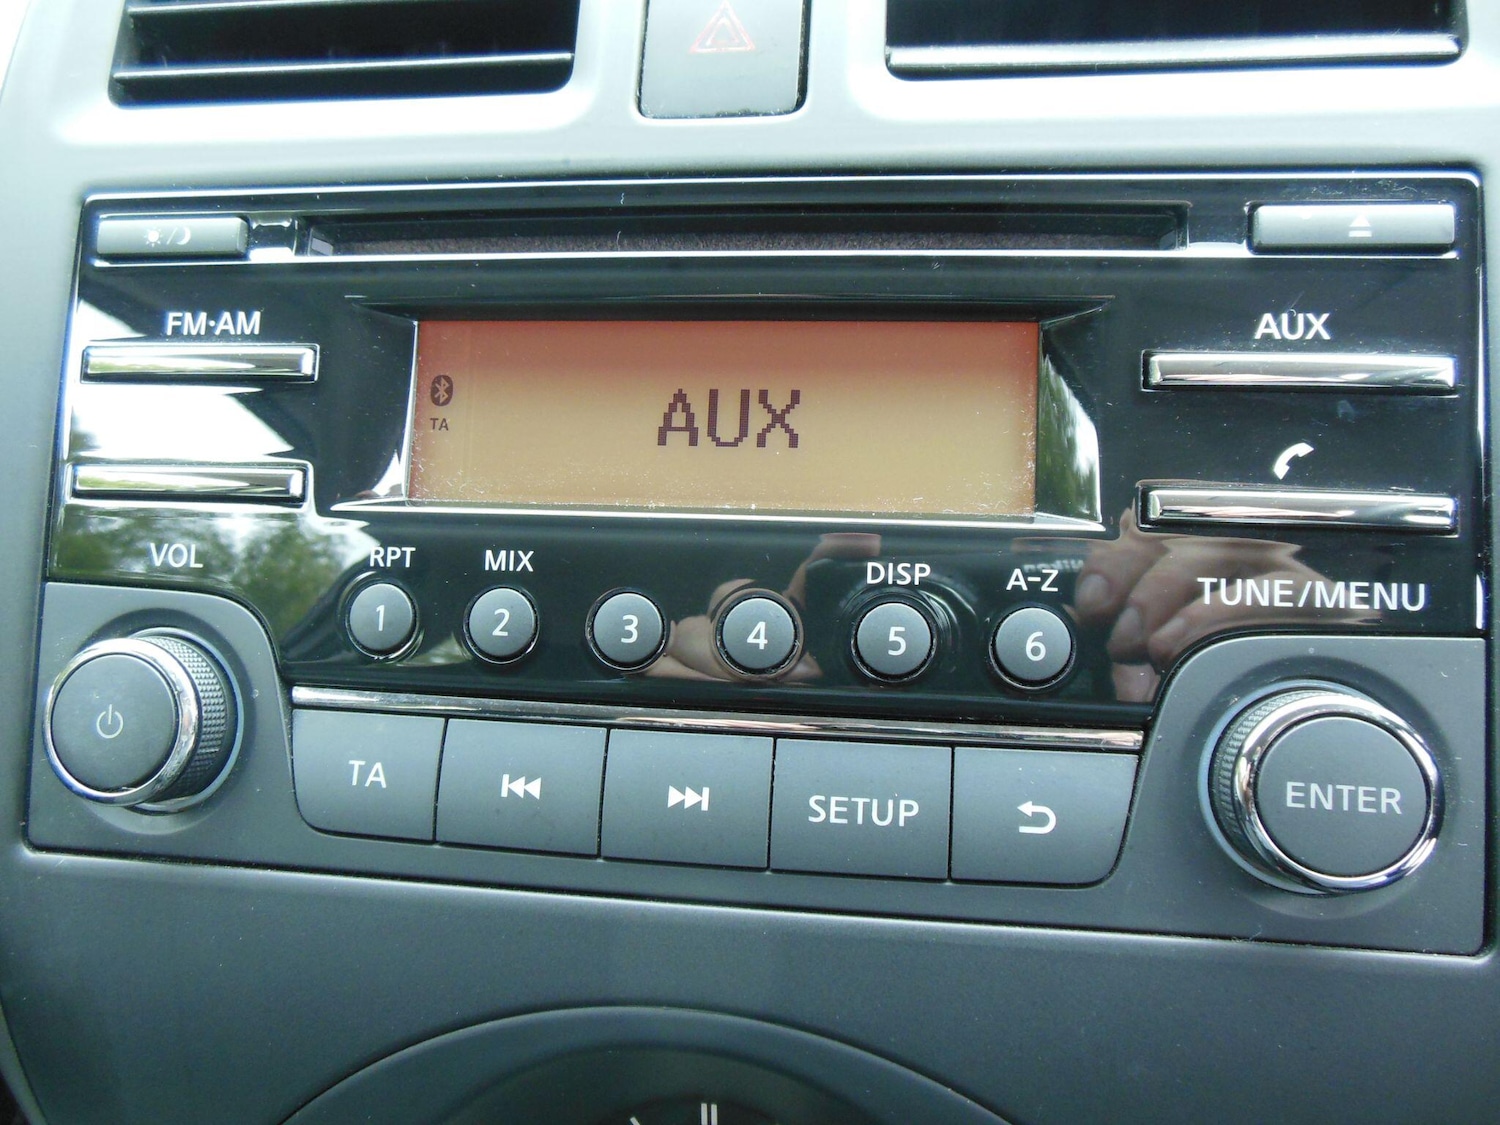 FM·AM
AUX
AUX
TA
VOL
RPT
MIX
DISP
A-Z
TUNE/MENU
1
2
3
4
5
6
TA
SETUP
ENTER